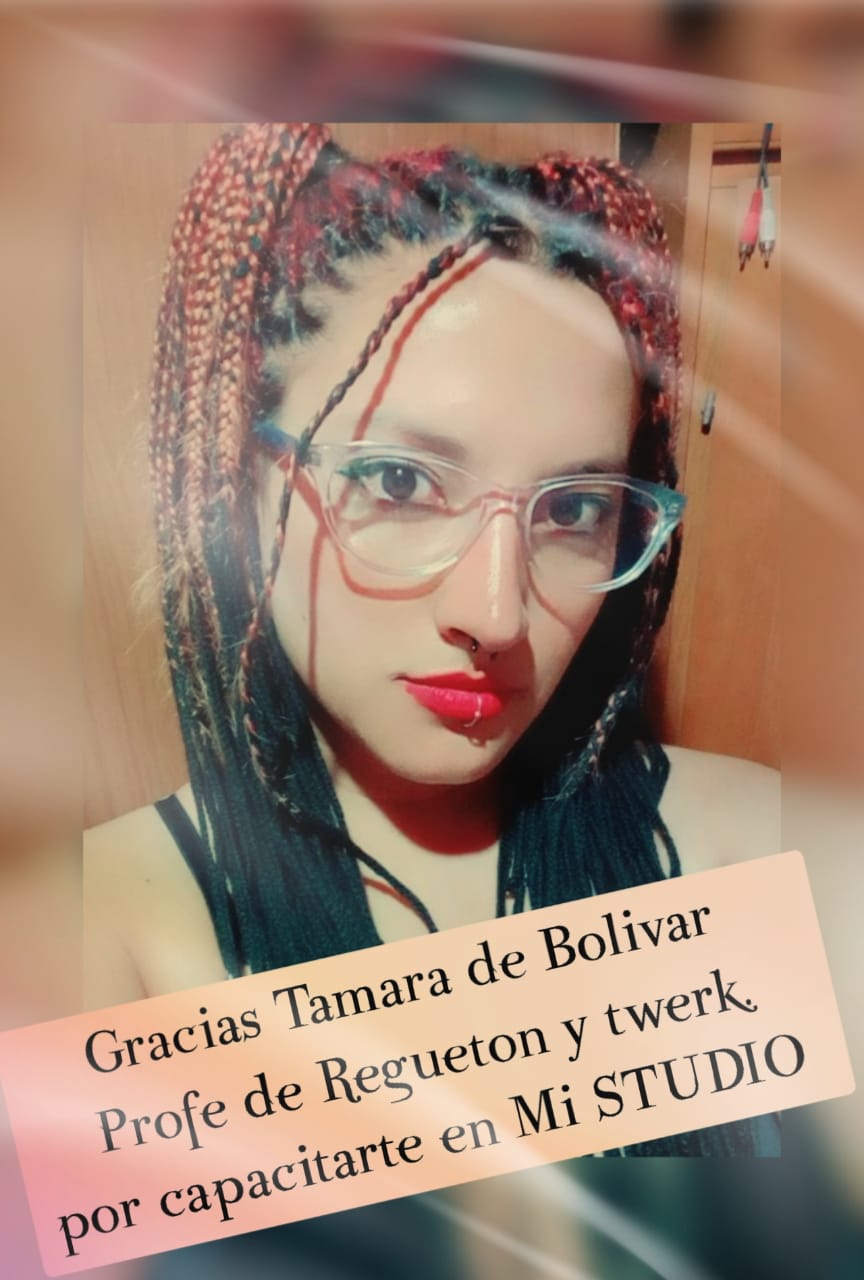 Gracias Tamara de Bolivar
Profe de Regueton y twerk.
por capacitarte en Mi STUDIO